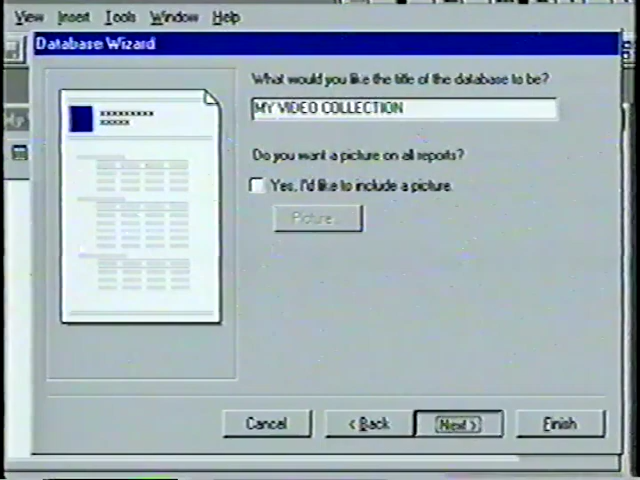 View Insert Tools Window Help
Database Wizard
What would you like the title of the database to be?
MY VIDEO COLLECTION
Do you want a picture on all reports?
Yes, I'd like to include a picture.
Picture...
My
Cancel < Back Next > Finish